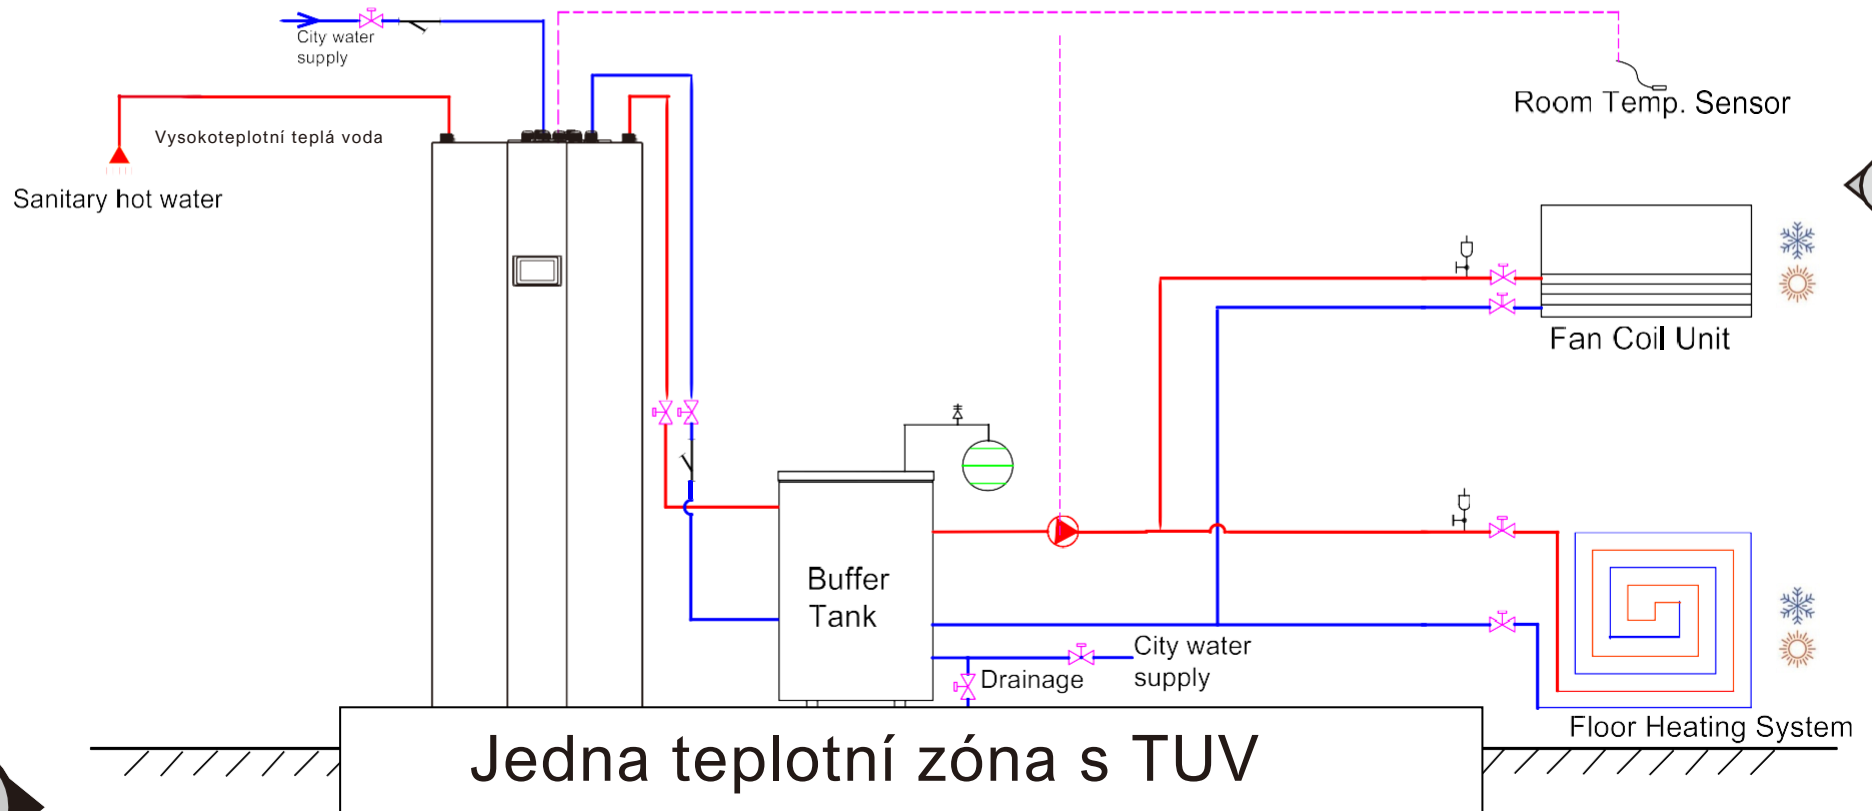 City water
supply
Room Temp. Sensor
Vysokoteplotní teplá voda
Sanitary hot water
Fan Coil Unit
Buffer
Tank
City water
supply
Drainage
Floor Heating System
Jedna teplotní zóna s TUV